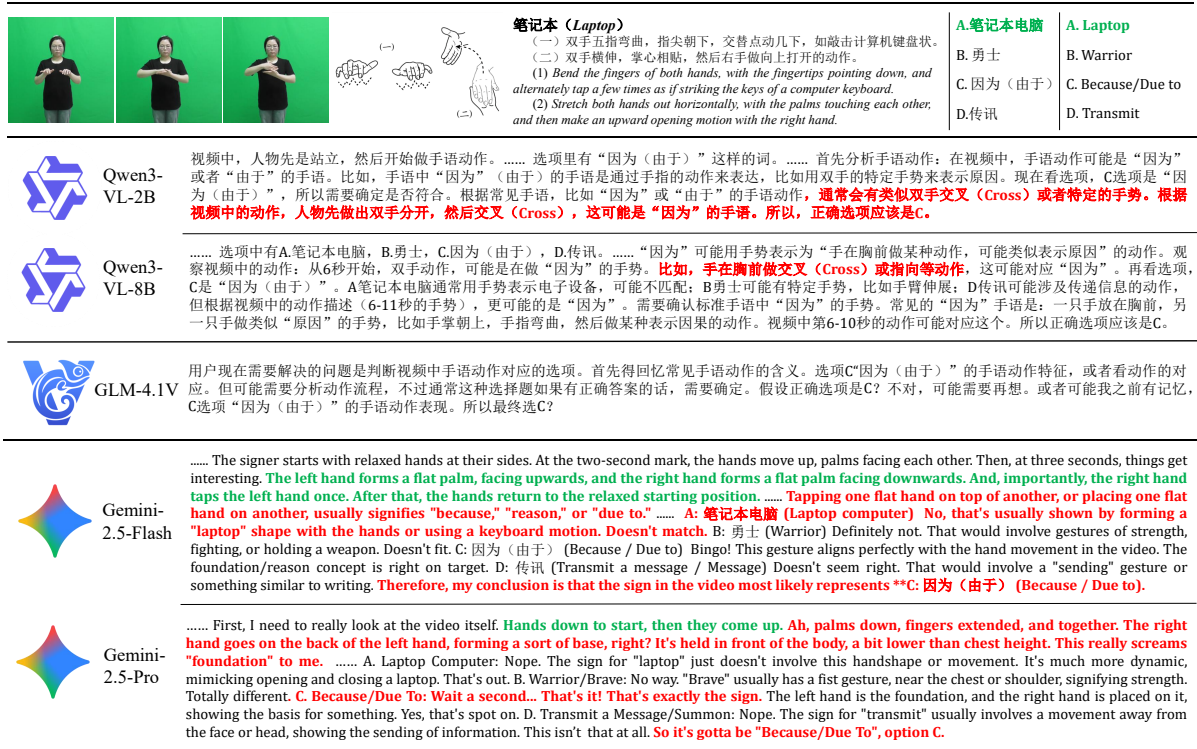 笔记本（Laptop）
（一）双手五指弯曲，指尖朝下，交替点动几下，如敲击计算机键盘状。
（二）双手横伸，掌心相贴，然后右手做向上打开的动作。
(1) Bend the fingers of both hands, with the fingertips pointing down, and
alternately tap a few times as if striking the keys of a computer keyboard.
(2) Stretch both hands out horizontally, with the palms touching each other,
and then make an upward opening motion with the right hand.
（一）
（二）
A.笔记本电脑
B. 勇士
C. 因为（由于）
D.传讯
A. Laptop
B. Warrior
C. Because/Due to
D. Transmit
Qwen3-
VL-2B
视频中，人物先是站立，然后开始做手语动作。…… 选项里有“因为（由于）”这样的词。…… 首先分析手语动作：在视频中，手语动作可能是“因为”
或者“由于”的手语。比如，手语中“因为”（由于）的手语是通过手指的动作来表达，比如用双手的特定手势来表示原因。现在看选项，C选项是“因
为（由于）”，所以需要确定是否符合。根据常见手语，比如“因为”或“由于”的手语动作，通常会有类似双手交叉（Cross）或者特定的手势。根据
视频中的动作，人物先做出双手分开，然后交叉（Cross），这可能是“因为”的手语。所以，正确选项应该是C。
Qwen3-
VL-8B
…… 选项中有A.笔记本电脑，B.勇士，C.因为（由于），D.传讯。……“因为”可能用手势表示为“手在胸前做某种动作，可能类似表示原因”的动作。观
察视频中的动作：从6秒开始，双手动作，可能是在做“因为”的手势。比如，手在胸前做交叉（Cross）或指向等动作，这可能对应“因为”。再看选项，
C是“因为（由于）”。A笔记本电脑通常用手势表示电子设备，可能不匹配；B勇士可能有特定手势，比如手臂伸展；D传讯可能涉及传递信息的动作，
但根据视频中的动作描述（6-11秒的手势），更可能的是“因为”。需要确认标准手语中“因为”的手势。常见的“因为”手语是：一只手放在胸前，另
一只手做类似“原因”的手势，比如手掌朝上，手指弯曲，然后做某种表示因果的动作。视频中第6-10秒的动作可能对应这个。所以正确选项应该是C。
GLM-4.1V
用户现在需要解决的问题是判断视频中手语动作对应的选项。首先得回忆常见手语动作的含义。选项C“因为（由于）”的手语动作特征，或者看动作的对
应。但可能需要分析动作流程，不过通常这种选择题如果有正确答案的话，需要确定。假设正确选项是C？不对，可能需要再想。或者可能我之前有记忆，
C选项“因为（由于）”的手语动作表现。所以最终选C？
Gemini-
2.5-Flash
...... The signer starts with relaxed hands at their sides. At the two-second mark, the hands move up, palms facing each other. Then, at three seconds, things get
interesting. The left hand forms a flat palm, facing upwards, and the right hand forms a flat palm facing downwards. And, importantly, the right hand
taps the left hand once. After that, the hands return to the relaxed starting position. ...... Tapping one flat hand on top of another, or placing one flat
hand on another, usually signifies "because," "reason," or "due to." ...... A: 笔记本电脑 (Laptop computer) No, that's usually shown by forming a
"laptop" shape with the hands or using a keyboard motion. Doesn't match. B: 勇士 (Warrior) Definitely not. That would involve gestures of strength,
fighting, or holding a weapon. Doesn't fit. C: 因为（由于） (Because / Due to) Bingo! This gesture aligns perfectly with the hand movement in the video. The
foundation/reason concept is right on target. D: 传讯 (Transmit a message / Message) Doesn't seem right. That would involve a "sending" gesture or
something similar to writing. Therefore, my conclusion is that the sign in the video most likely represents **C: 因为（由于） (Because / Due to).
Gemini-
2.5-Pro
...... First, I need to really look at the video itself. Hands down to start, then they come up. Ah, palms down, fingers extended, and together. The right
hand goes on the back of the left hand, forming a sort of base, right? It's held in front of the body, a bit lower than chest height. This really screams
"foundation" to me. ...... A. Laptop Computer: Nope. The sign for "laptop" just doesn't involve this handshape or movement. It's much more dynamic,
mimicking opening and closing a laptop. That's out. B. Warrior/Brave: No way. "Brave" usually has a fist gesture, near the chest or shoulder, signifying strength.
Totally different. C. Because/Due To: Wait a second... That's it! That's exactly the sign. The left hand is the foundation, and the right hand is placed on it,
showing the basis for something. Yes, that's spot on. D. Transmit a Message/Summon: Nope. The sign for "transmit" usually involves a movement away from
the face or head, showing the sending of information. This isn't that at all. So it's gotta be "Because/Due To", option C.